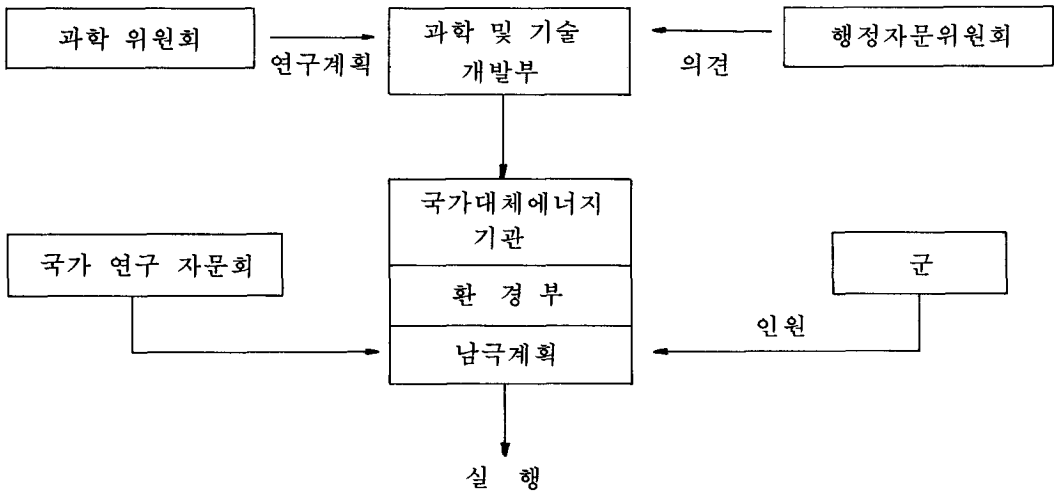 과학 위원회
연구계획
과학 및 기술
개발부
의견
행정자문위원회
국가대체에너지
기관
환 경 부
남극계획
국가 연구 자문회
군
인원
실 행